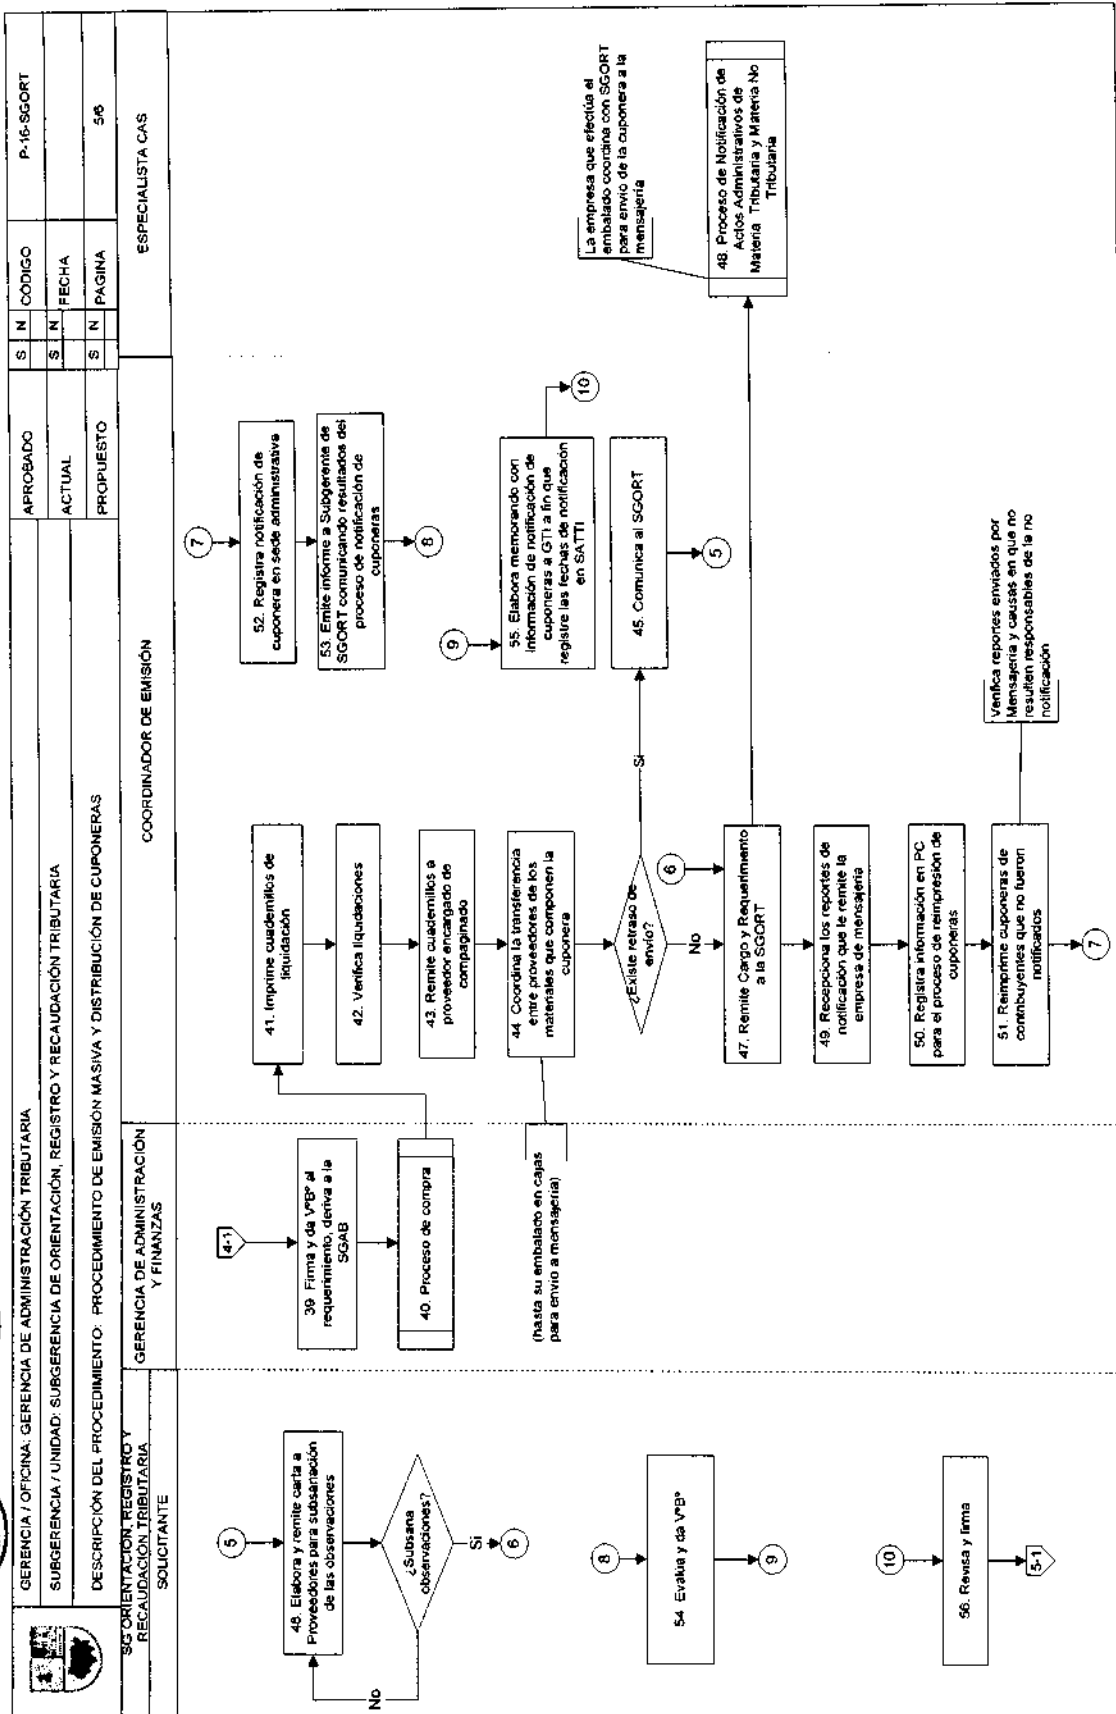 GERENCIA / OFICINA: GERENCIA DE ADMINISTRACIÓN TRIBUTARIA
APROBADO
S
N
CÓDIGO
P-16-SGORT
SUBGERENCIA / UNIDAD: SUBGERENCIA DE ORIENTACIÓN, REGISTRO Y RECAUDACIÓN TRIBUTARIA
ACTUAL
S
N
FECHA
DESCRIPCIÓN DEL PROCEDIMIENTO: PROCEDIMIENTO DE EMISIÓN MASIVA Y DISTRIBUCIÓN DE CUPONERAS
PROPUESTO
S
N
PAGINA
5/6
SG ORIENTACIÓN, REGISTRO Y
RECAUDACIÓN TRIBUTARIA
SOLICITANTE
GERENCIA DE ADMINISTRACIÓN
Y FINANZAS
COORDINADOR DE EMISIÓN
ESPECIALISTA CAS
5
48. Elabora y remite carta a
Proveedores para subsanación
de las observaciones
¿Subsana
observaciones?
No
Si
6
8
54 Evalúa y da VºBº
9
10
56. Revisa y firma
5-1
4-1
39 Firma y da VºBº al
requerimiento, deriva a la
SGAB
40. Proceso de compra
(hasta su embalado en cajas
para envio a mensajería)
41. Imprime cuadernillos de
liquidación
42. Verifica liquidaciones
43. Remite cuadernillos a
proveedor encargado de
compaginado
44 Coordina la transferencia
entre proveedores de los
materiales que componen la
cuponera
¿Existe retraso de
envío?
Si
No
6
47. Remite Cargo y Requerimiento
a la SSGORT
49. Recepciona los reportes de
notificación que le remite la
empresa de mensajería
50. Registra información en PC
para el proceso de reimpresión de
cuponeras
51. Reimprime cuponeras de
contribuyentes que no fueron
notificados
7
Verifica reportes enviados por
Mensajería y causas en que no
resulten responsables de la no
notificación
7
52. Registra notificación de
cuponera en sede administrativa
53. Emite informe a Subgerente de
SGORT comunicando resultados del
proceso de notificación de
cuponeras
8
9
55. Elabora memorando con
Información de notificación de
cuponeras a GTI a fin que
registre las fechas de notificación
en SATTI
10
45. Comunica al SGORT
5
La empresa que efectúa el
embalado coordina con SGORT
para envio de la cuponera a la
mensajería
48. Proceso de Notificación de
Actos Administrativos de
Materia Tributaria y Materia No
Tributaria